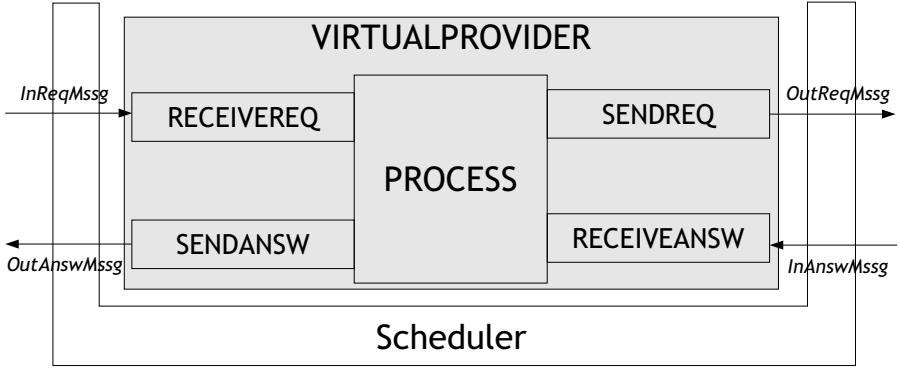 VIRTUALPROVIDER
InReqMssg
OutReqMssg
RECEIVEREQ
SENDREQ
PROCESS
SENDANSW
RECEIVEANSW
OutAnswMssg
InAnswMssg
Scheduler